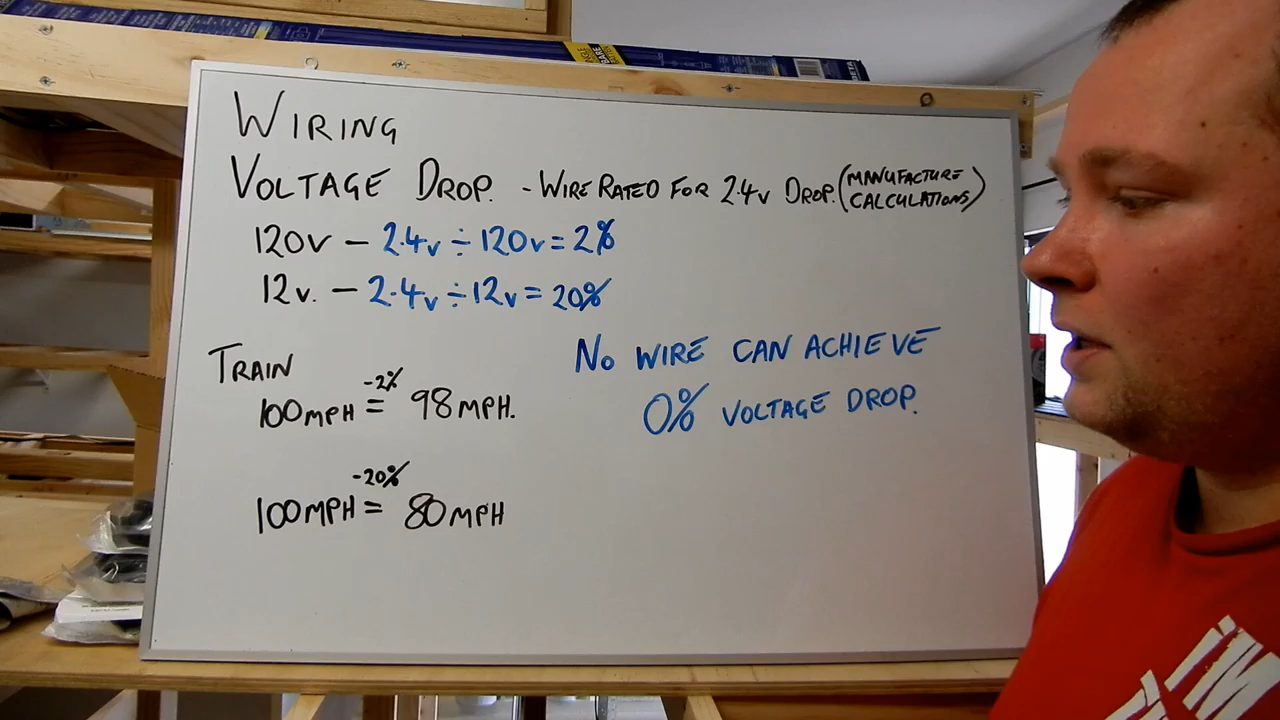 WIRING
VOLTAGE DROP. - WIRE RATED FOR 2.4V DROP. (MANUFACTURE CALCULATIONS)
120V - 2.4V ÷ 120V = 2%
12V. - 2.4V ÷ 12V = 20%
TRAIN
100MPH = -2% 98MPH.
100MPH = -20% 80MPH
NO WIRE CAN ACHIEVE
0% VOLTAGE DROP.
I'M